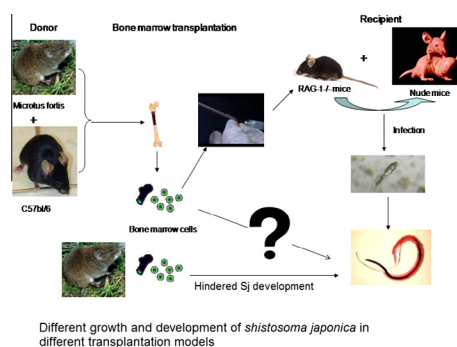 Donor
Bone marrow transplantation
Recipient
Microtus fortis
+
C57bl/6
+
RAG-1-/- mice
Nude mice
Infection
Bone marrow cells
?
Hindered Sj development
Different growth and development of shistosoma japonica in
different transplantation models